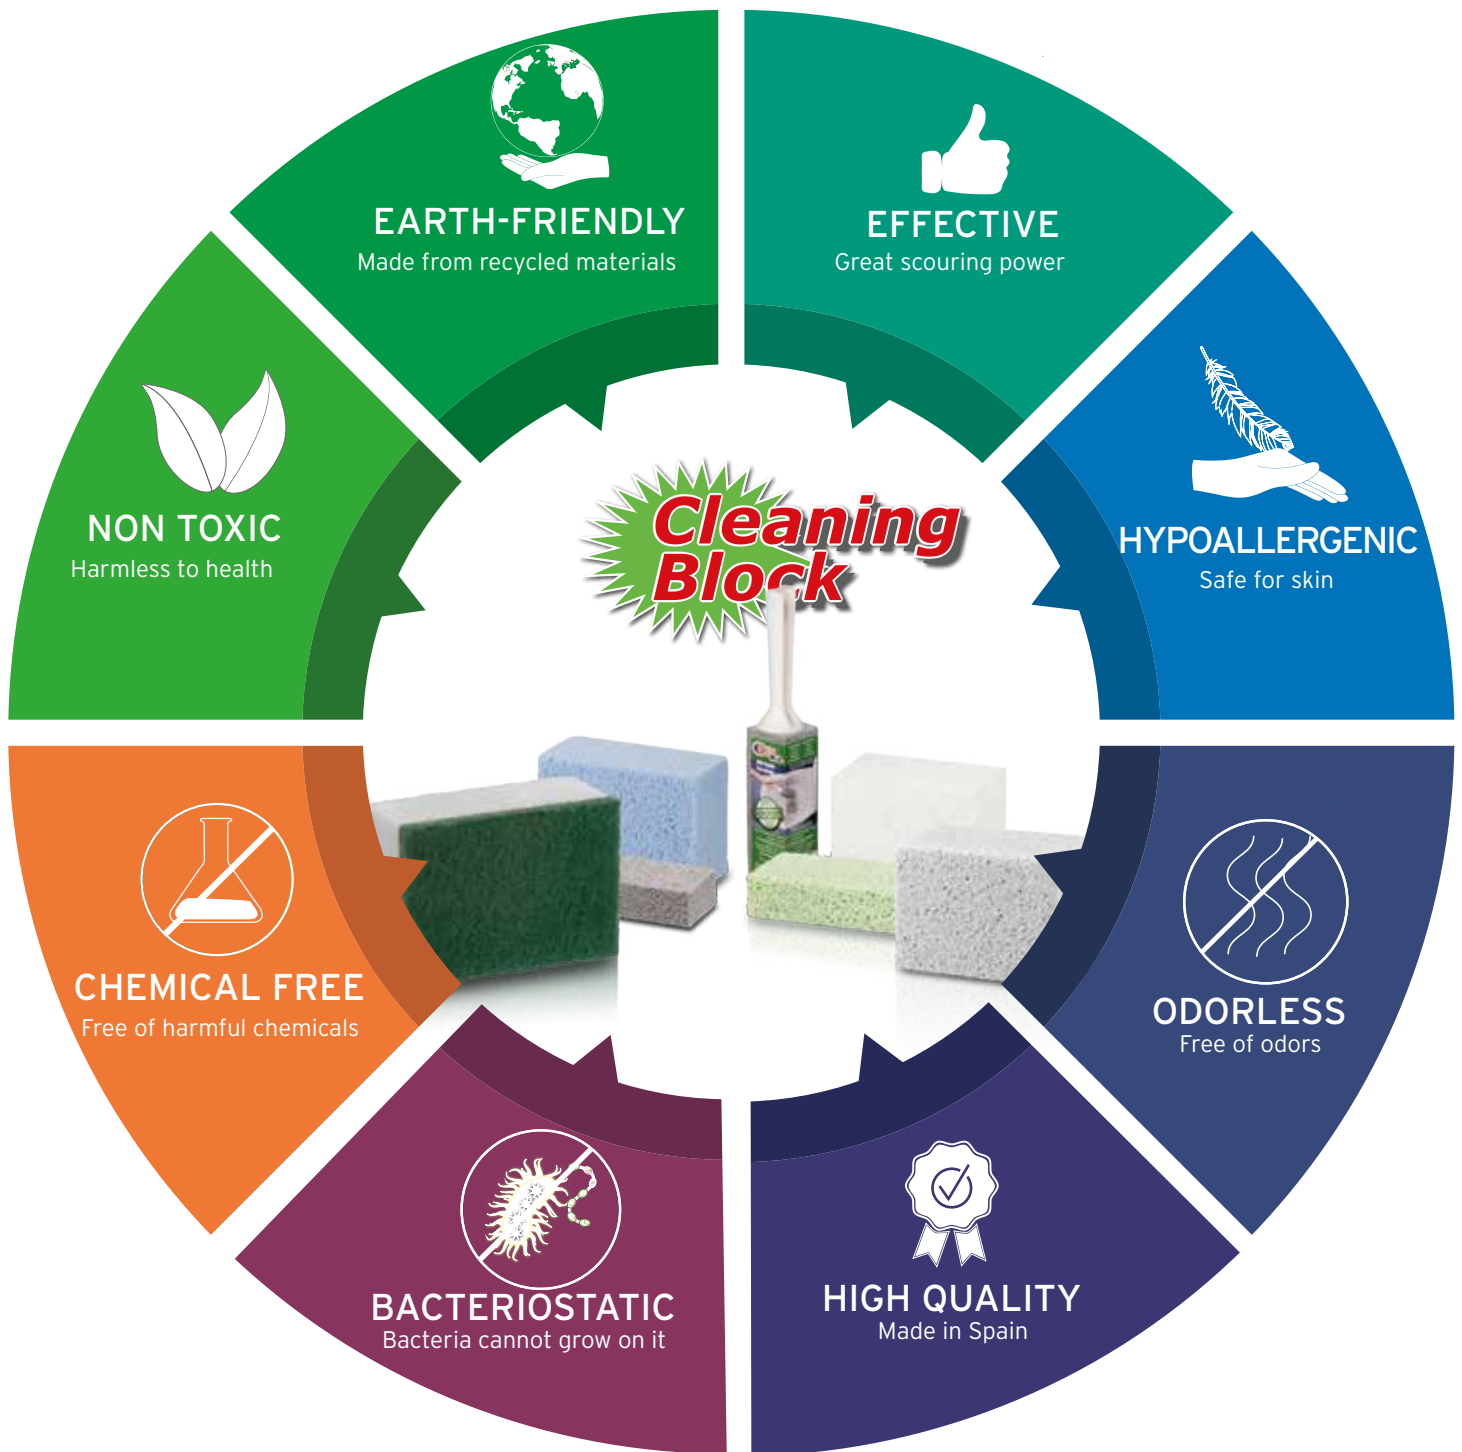 EARTH-FRIENDLY
Made from recycled materials
EFFECTIVE
Great scouring power
NON TOXIC
Harmless to health
HYPOALLERGENIC
Safe for skin
Cleaning
Block
CHEMICAL FREE
Free of harmful chemicals
ODORLESS
Free of odors
BACTERIOSTATIC
Bacteria cannot grow on it
HIGH QUALITY
Made in Spain